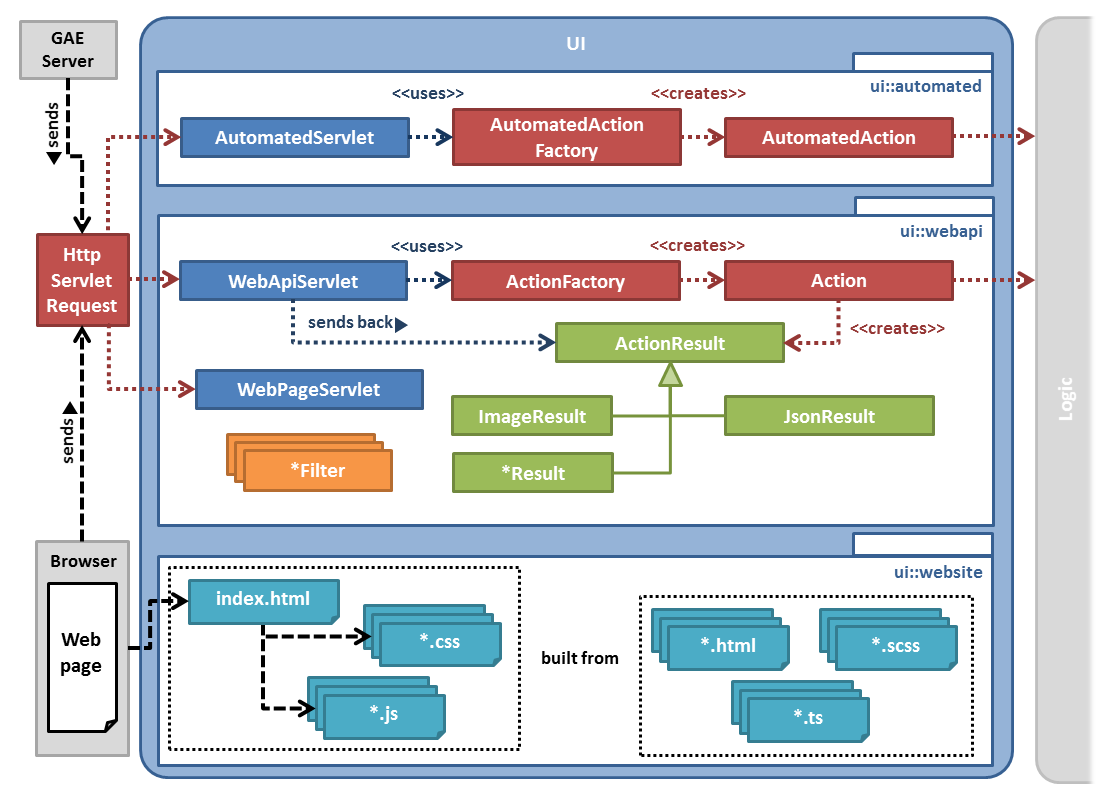 GAE
Server
UI
sends
ui::automated
<<uses>>
<<creates>>
AutomatedServlet
AutomatedAction
Factory
AutomatedAction
ui::webapi
Http
Servlet
Request
<<uses>>
<<creates>>
WebApiServlet
ActionFactory
Action
sends back
<<creates>>
ActionResult
WebPageServlet
Logic
ImageResult
JsonResult
sends
*Filter
*Result
Browser
Web
page
ui::website
index.html
*.css
*.js
built from
*.html
*.scss
*.ts